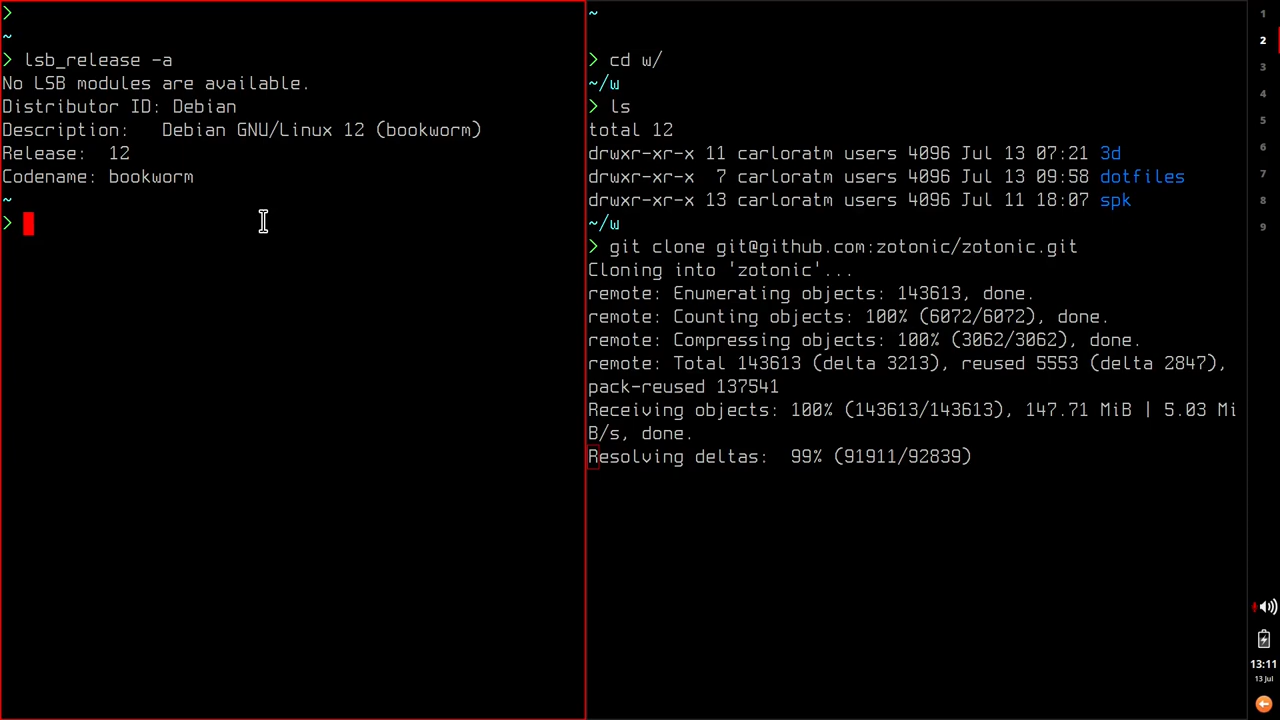 >
~
> lsb_release -a
No LSB modules are available.
Distributor ID: Debian
Description:   Debian GNU/Linux 12 (bookworm)
Release:  12
Codename: bookworm
~
>
~
> cd w/
~/w
> ls
total 12
drwxr-xr-x 11 carloratm users 4096 Jul 13 07:21 3d
drwxr-xr-x  7 carloratm users 4096 Jul 13 09:58 dotfiles
drwxr-xr-x 13 carloratm users 4096 Jul 11 18:07 spk
~/w
> git clone git@github.com:zotonic/zotonic.git
Cloning into 'zotonic'...
remote: Enumerating objects: 143613, done.
remote: Counting objects: 100% (6072/6072), done.
remote: Compressing objects: 100% (3062/3062), done.
remote: Total 143613 (delta 3213), reused 5553 (delta 2847),
pack-reused 137541
Receiving objects: 100% (143613/143613), 147.71 MiB | 5.03 Mi
B/s, done.
Resolving deltas:  99% (91911/92839)
1
2
3
4
5
6
7
8
9
13:11
13 Jul